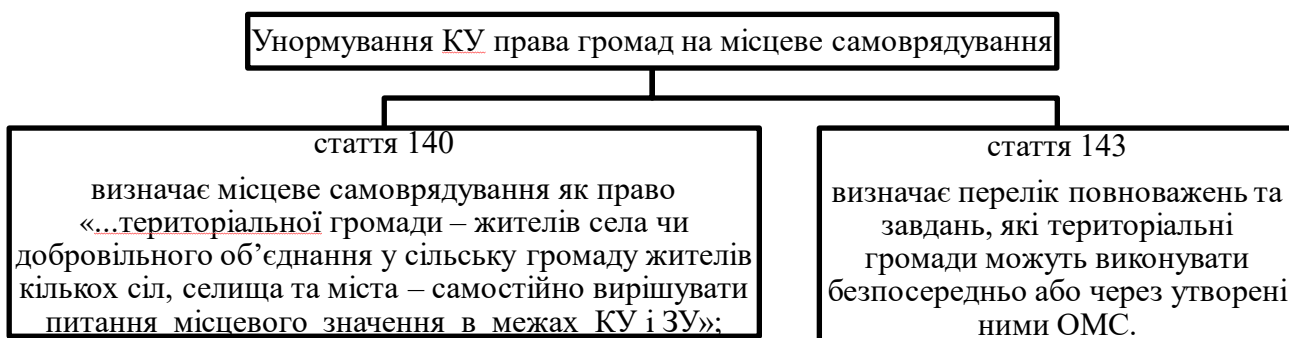 Унормування КУ права громад на місцеве самоврядування
стаття 140
визначає місцеве самоврядування як право
«...територіальної громади – жителів села чи
добровільного об’єднання у сільську громаду жителів
кількох сіл, селища та міста – самостійно вирішувати
питання місцевого значення в межах КУ і ЗУ»;
стаття 143
визначає перелік повноважень та
завдань, які територіальні
громади можуть виконувати
безпосередньо або через утворені
ними ОМС.